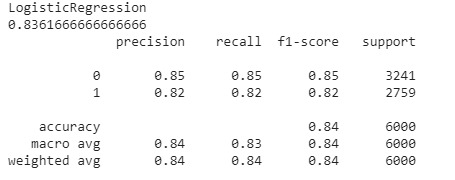 LogisticRegression
0.8361666666666666
precision recall f1-score support
0 0.85 0.85 0.85 3241
1 0.82 0.82 0.82 2759
accuracy 0.84 6000
macro avg 0.84 0.83 0.84 6000
weighted avg 0.84 0.84 0.84 6000